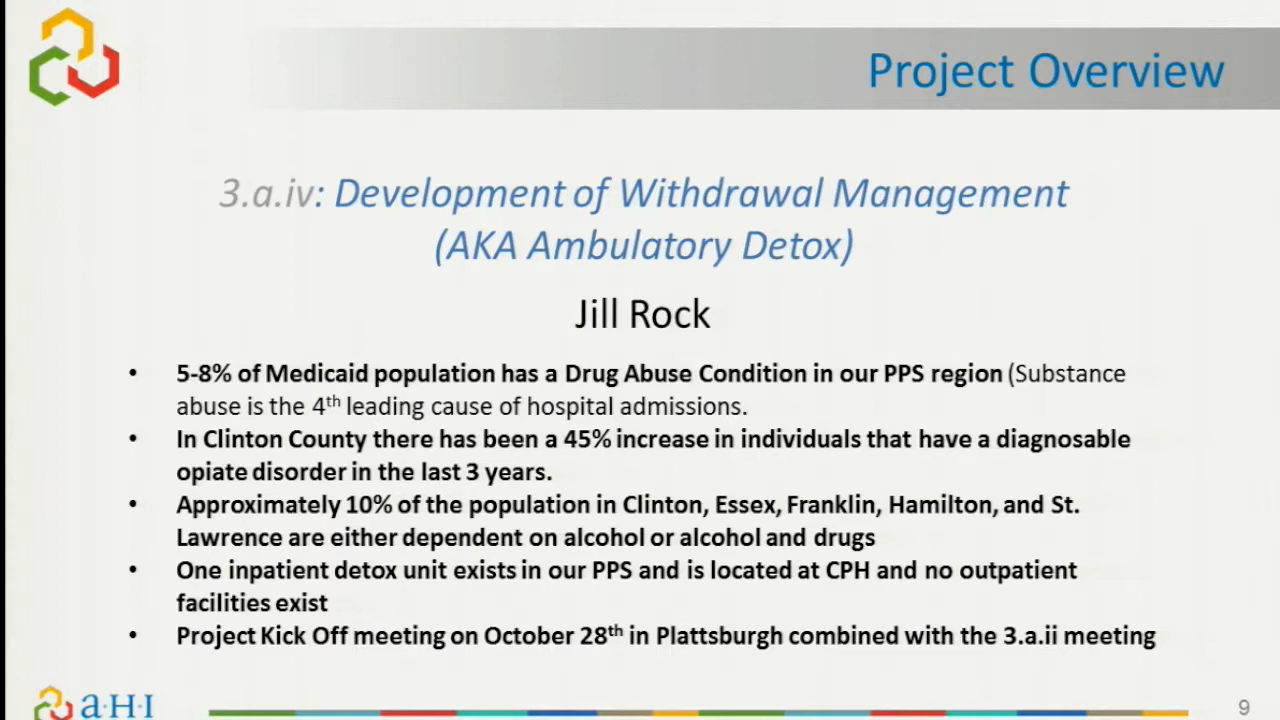 Project Overview
3.a.iv: Development of Withdrawal Management
(AKA Ambulatory Detox)
Jill Rock
• 5-8% of Medicaid population has a Drug Abuse Condition in our PPS region (Substance
abuse is the 4th leading cause of hospital admissions.
• In Clinton County there has been a 45% increase in individuals that have a diagnosable
opiate disorder in the last 3 years.
• Approximately 10% of the population in Clinton, Essex, Franklin, Hamilton, and St.
Lawrence are either dependent on alcohol or alcohol and drugs
• One inpatient detox unit exists in our PPS and is located at CPH and no outpatient
facilities exist
• Project Kick Off meeting on October 28th in Plattsburgh combined with the 3.a.ii meeting
a·H·I
9